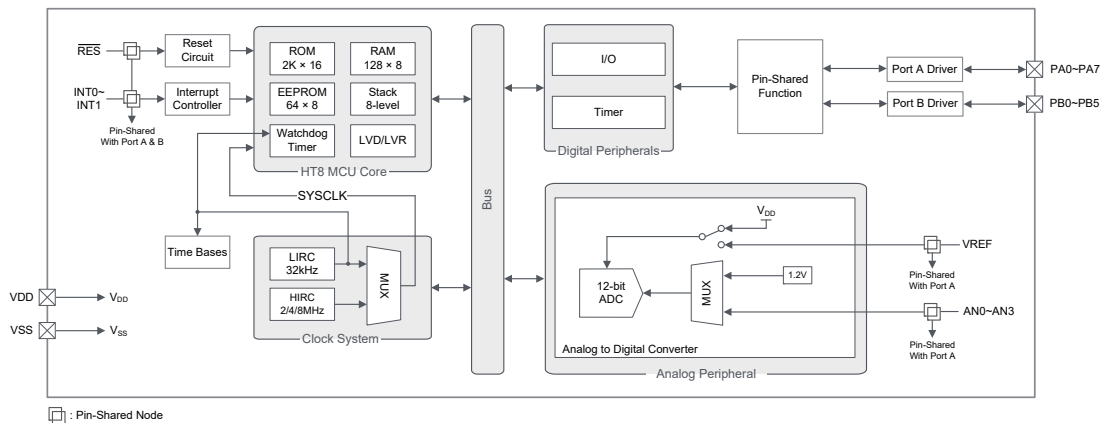 RES
Reset
Circuit
INT0~
INT1
Interrupt
Controller
Pin-Shared
With Port A & B
ROM
2K × 16
RAM
128 × 8
EEPROM
64 × 8
Stack
8-level
Watchdog
Timer
LVD/LVR
HT8 MCU Core
SYSCLK
Time Bases
LIRC
32kHz
HIRC
2/4/8MHz
MUX
Clock System
VDD
VDD
VSS
VSS
Bus
I/O
Timer
Digital Peripherals
Pin-Shared
Function
Port A Driver
Port B Driver
PA0~PA7
PB0~PB5
VDD
VREF
Pin-Shared
With Port A
12-bit
ADC
MUX
1.2V
AN0~AN3
Pin-Shared
With Port A
Analog to Digital Converter
Analog Peripheral
: Pin-Shared Node